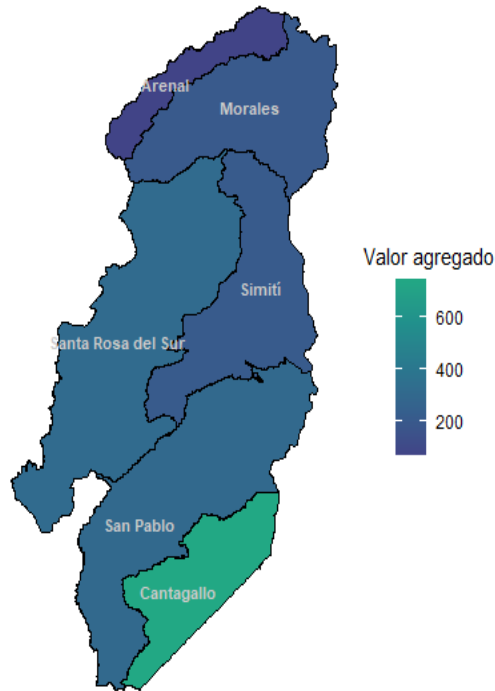 Arenal
Morales
Simití
Santa Rosa del Sur
San Pablo
Cantagallo
Valor agregado
600
400
200